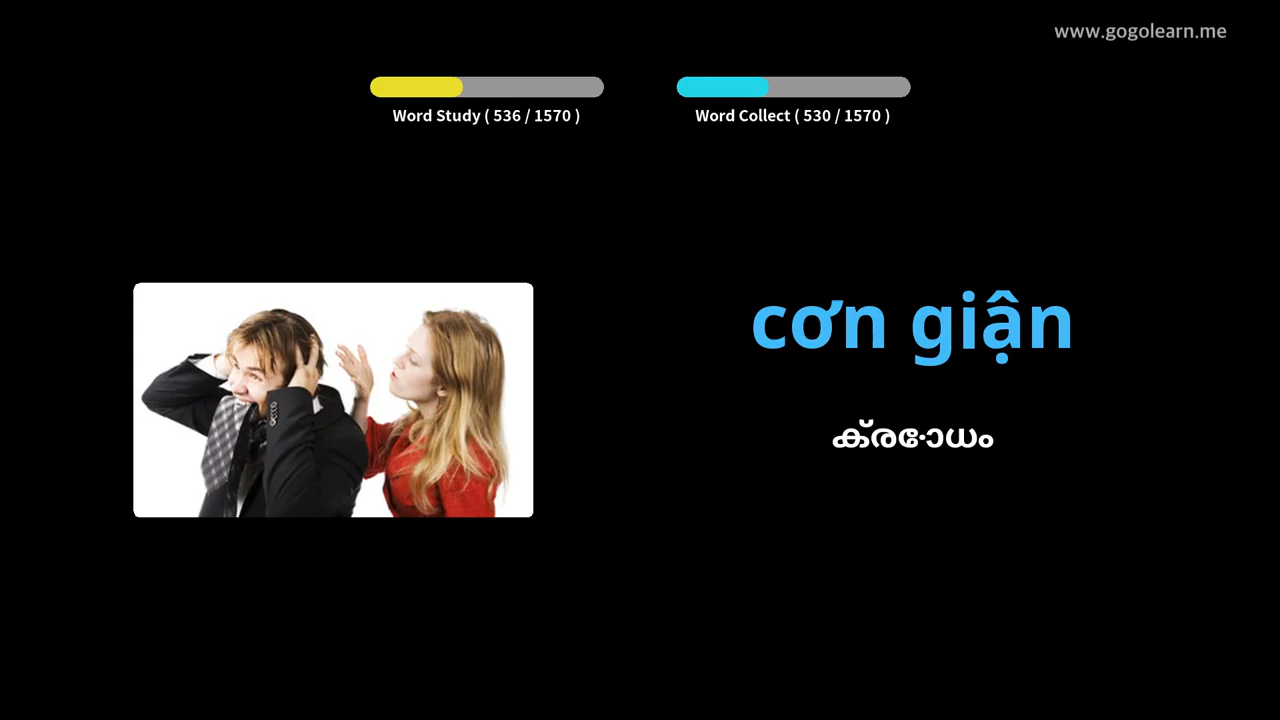 www.gogolearn.me
Word Study ( 536 / 1570 )
Word Collect ( 530 / 1570 )
cơn giận
ക്രോധം